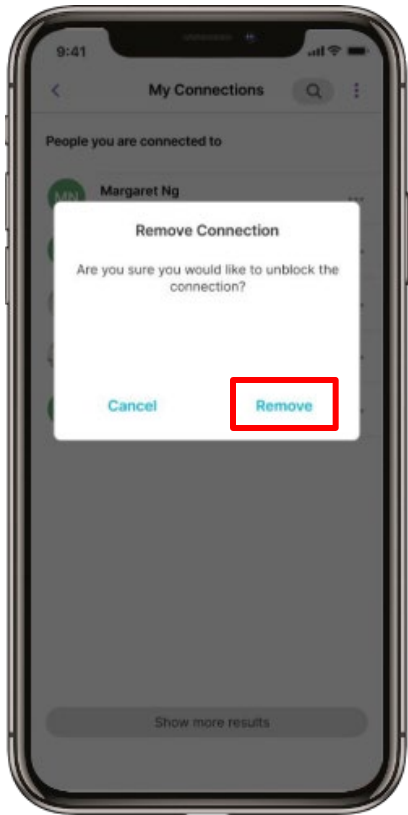 9:41
My Connections
People you are connected to
Margaret Ng
MN
Remove Connection
Are you sure you would like to unblock the
connection?
Cancel Remove
Show more results